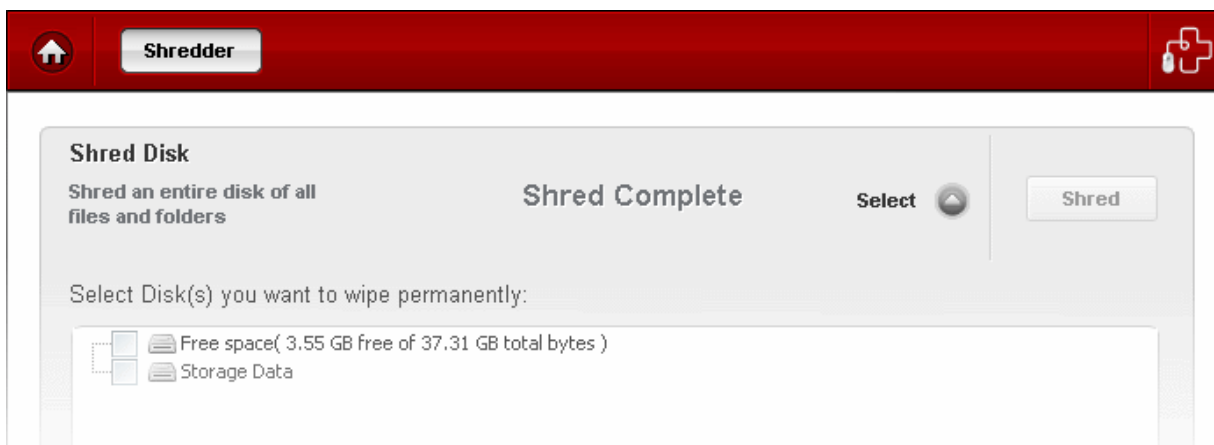 Shredder
Shred Disk
Shred an entire disk of all
files and folders
Shred Complete
Select
Shred
Select Disk(s) you want to wipe permanently:
Free space( 3.55 GB free of 37.31 GB total bytes )
Storage Data